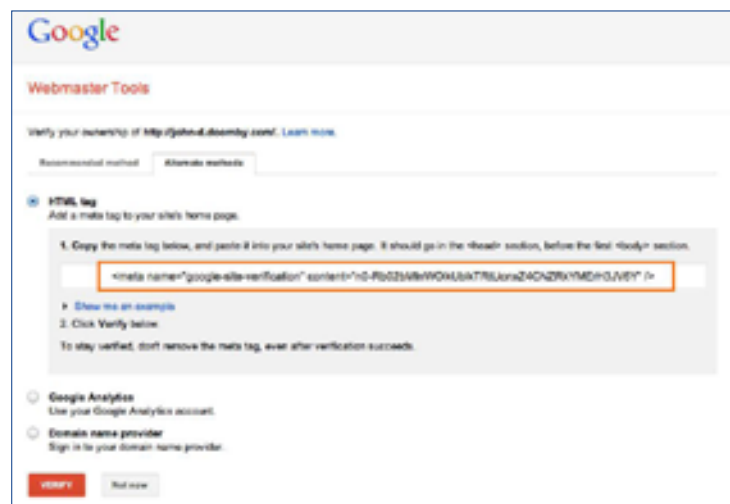 Google
Webmaster Tools
Verify your ownership of http://john-d.doomby.com/. Learn more.
Recommended method Alternate methods
HTML tag
Add a meta tag to your site's home page.
1. Copy the meta tag below, and paste it into your site's home page. It should go in the <head> section, before the first <body> section.
<meta name="google-site-verification" content= />
Show me an example
2. Click Verify below
To stay verified, don't remove the meta tag, even after verification succeeds.
Google Analytics
Use your Google Analytics account.
Domain name provider
Sign in to your domain name provider.
VERIFY Not now